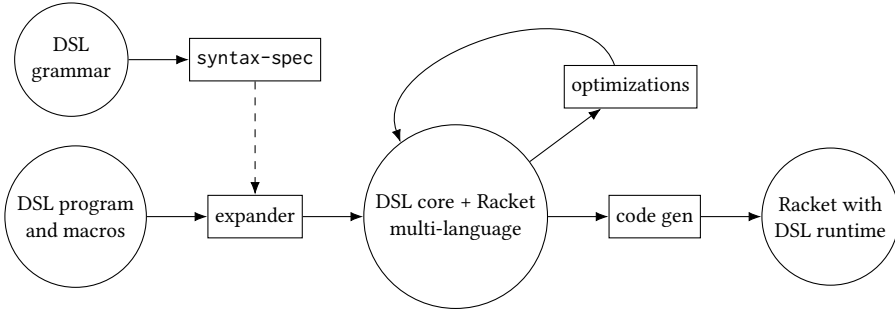 DSL
grammar
syntax-spec
optimizations
DSL program
and macros
expander
DSL core + Racket
multi-language
code gen
Racket with
DSL runtime